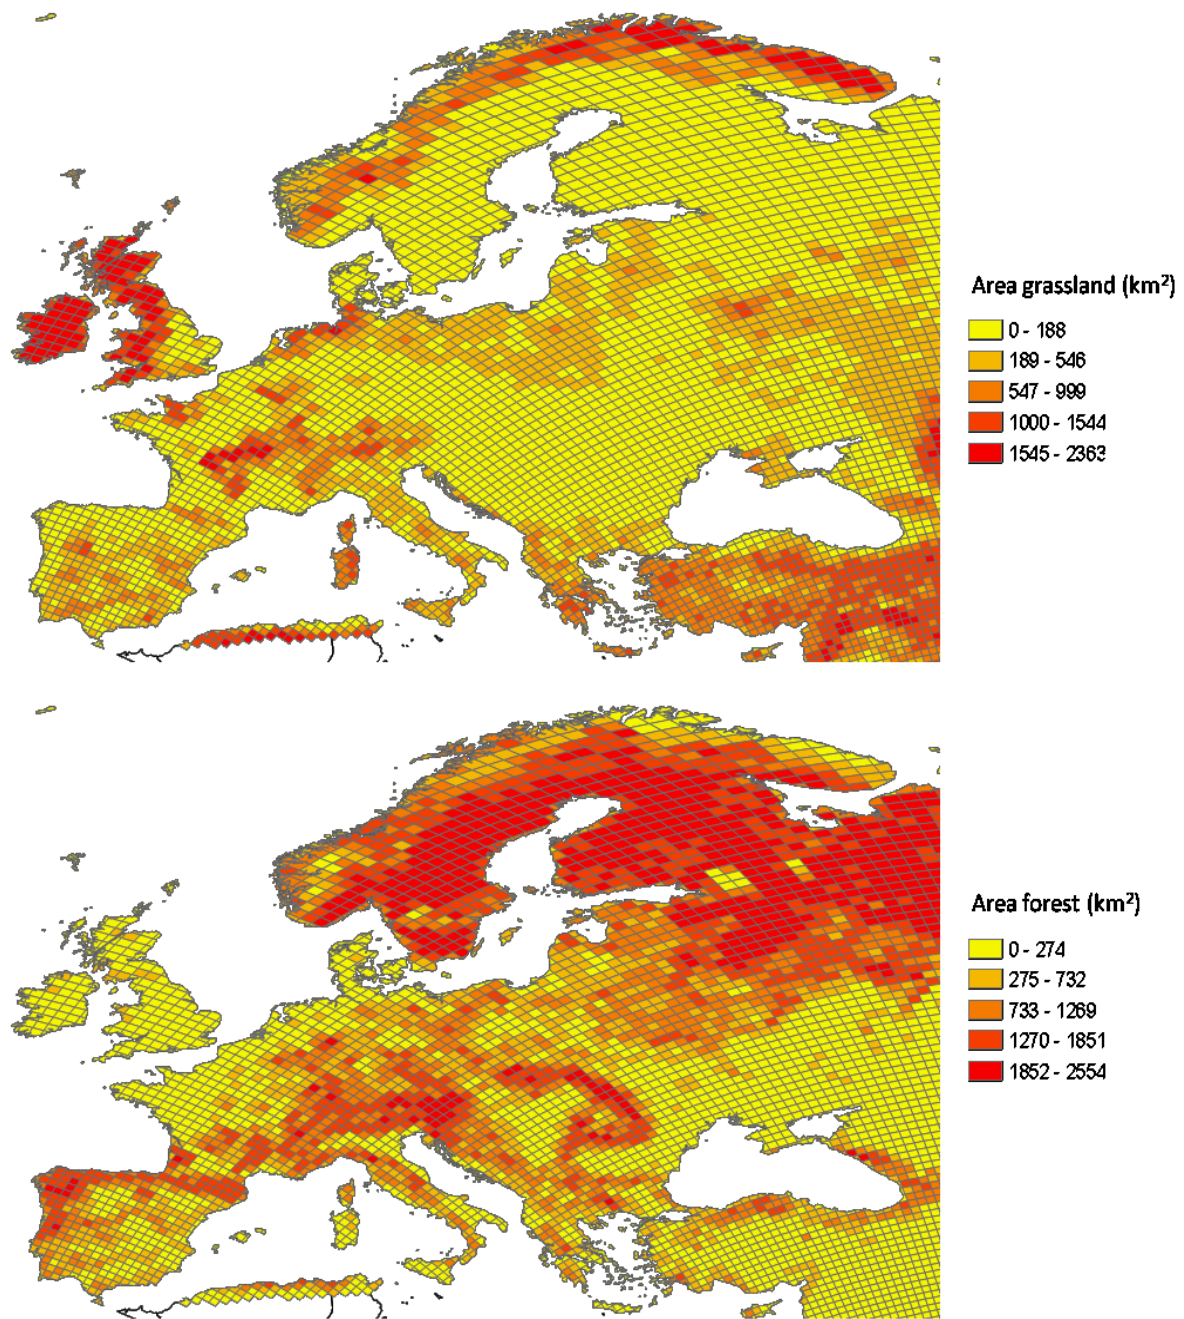 Area grassland (km²)
0 - 188
189 - 546
547 - 999
1000 - 1544
1545 - 2363
Area forest (km²)
0 - 274
275 - 732
733 - 1269
1270 - 1851
1852 - 2554